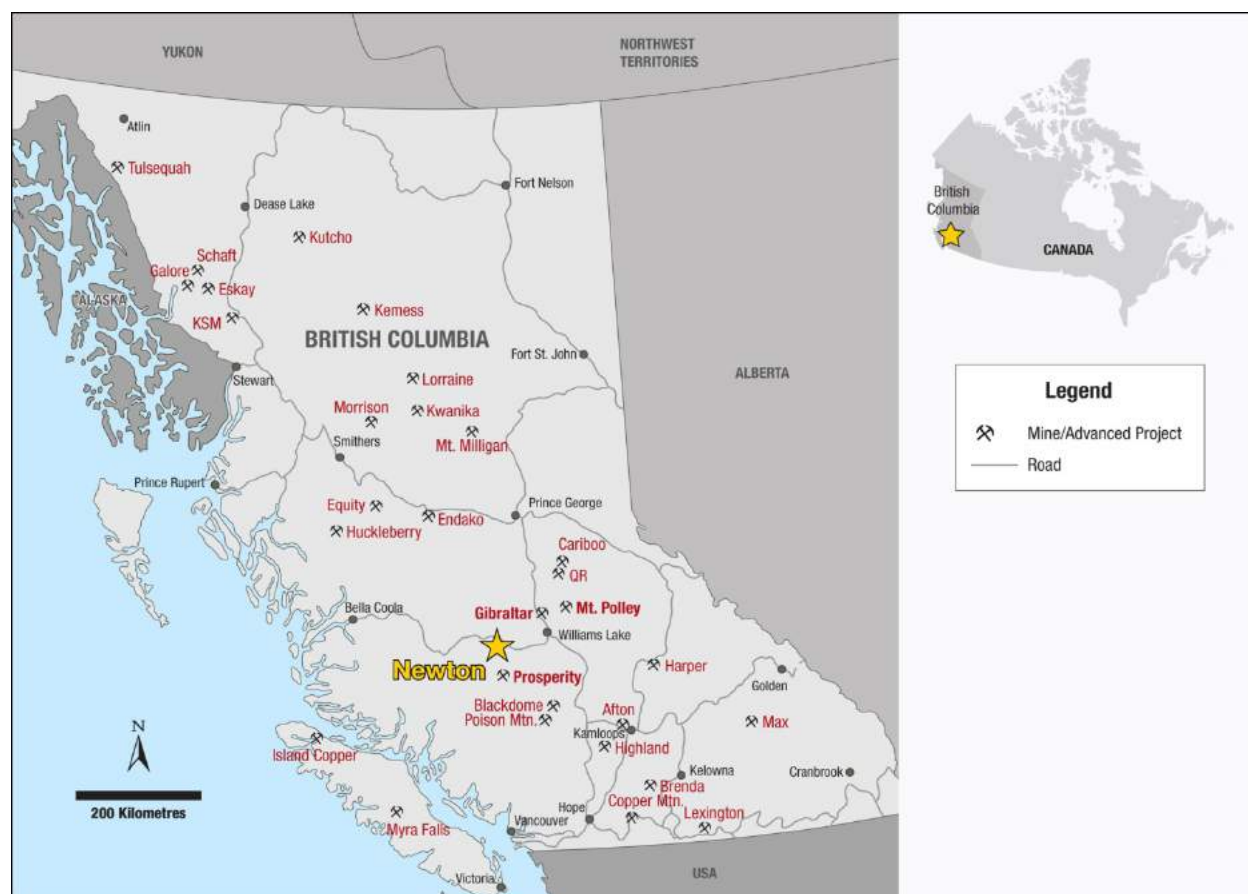 YUKON
NORTHWEST
TERRITORIES
Atlin
Tulsequah
Fort Nelson
Dease Lake
Kutcho
Schaft
Galore
Eskay
ALASKA
KSM
Kemess
BRITISH COLUMBIA
Fort St. John
Stewart
Lorraine
ALBERTA
Morrison
Kwanika
Smithers
Mt. Milligan
Prince Rupert
Equity
Endako
Prince George
Huckleberry
Cariboo
QR
Bella Coola
Gibraltar
Mt. Polley
Williams Lake
Newton
Prosperity
Harper
Golden
Blackdome
Poison Mtn.
Afton
Kamloops
Max
Highland
Island Copper
Kelowna
Cranbrook
Brenda
Copper Mtn.
Hope
Lexington
Vancouver
Myra Falls
Victoria
USA
N
200 Kilometres
British
Columbia
CANADA
Legend
Mine/Advanced Project
Road